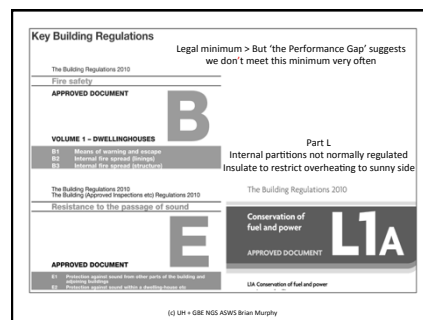 Key Building Regulations
Legal minimum > But 'the Performance Gap' suggests
we don't meet this minimum very often
The Building Regulations 2010
Fire safety
APPROVED DOCUMENT
B
VOLUME 1 – DWELLINGHOUSES
B1 Means of warning and escape
B2 Internal fire spread (linings)
B3 Internal fire spread (structure)
Part L
Internal partitions not normally regulated
Insulate to restrict overheating to sunny side
The Building Regulations 2010
The Building (Approved Inspectors etc) Regulations 2010
Resistance to the passage of sound
E
APPROVED DOCUMENT
E1 Protection against sound from other parts of the building and
adjoining buildings
E2 Protection against sound within a dwelling-house etc
The Building Regulations 2010
Conservation of
fuel and power
L1A
APPROVED DOCUMENT
L1A Conservation of fuel and power
(c) UH + GBE NGS ASWS Brian Murphy